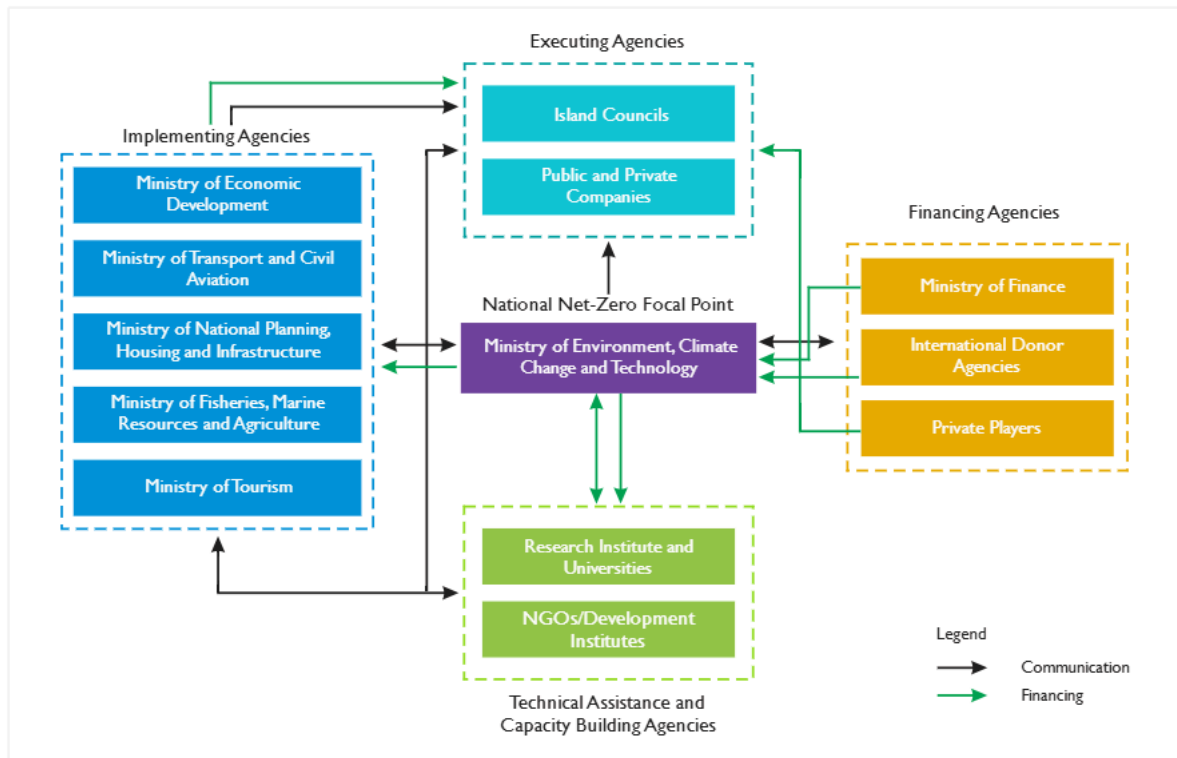 Executing Agencies
Island Councils
Public and Private
Companies
Implementing Agencies
Ministry of Economic
Development
Ministry of Transport and Civil
Aviation
Ministry of National Planning,
Housing and Infrastructure
Ministry of Fisheries, Marine
Resources and Agriculture
Ministry of Tourism
National Net-Zero Focal Point
Ministry of Environment, Climate
Change and Technology
Financing Agencies
Ministry of Finance
International Donor
Agencies
Private Players
Research Institute and
Universities
NGOs/Development
Institutes
Technical Assistance and
Capacity Building Agencies
Legend
Communication
Financing